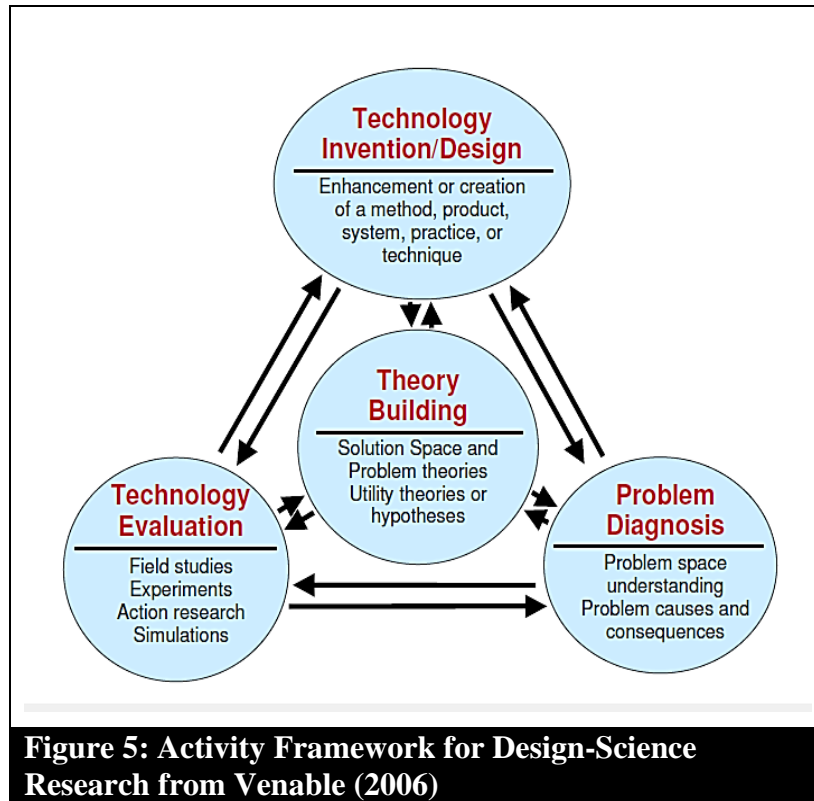 Technology
Invention/Design
Enhancement or creation
of a method, product,
system, practice, or
technique
Theory
Building
Solution Space and
Problem theories
Utility theories or
hypotheses
Technology
Evaluation
Field studies
Experiments
Action research
Simulations
Problem
Diagnosis
Problem space
understanding
Problem causes and
consequences
Figure 5: Activity Framework for Design-Science
Research from Venable (2006)